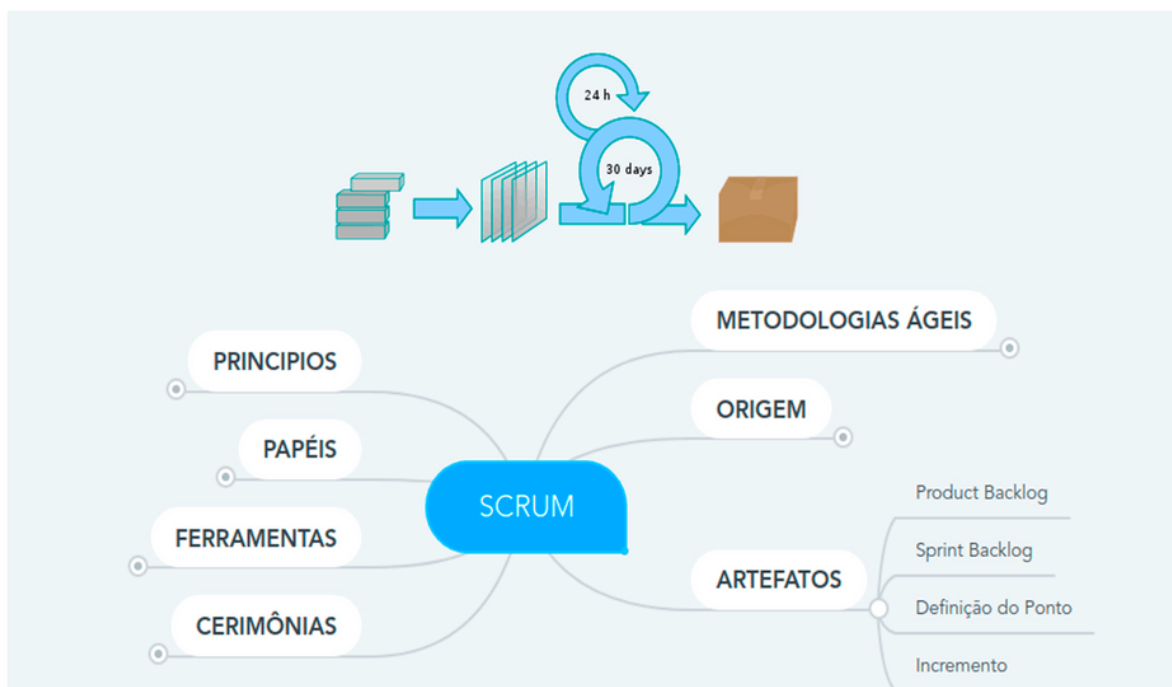 24 h
30 days
METODOLOGIAS ÁGEIS
PRINCIPIOS
ORIGEM
PAPÉIS
SCRUM
Product Backlog
FERRAMENTAS
Sprint Backlog
ARTEFATOS
Definição do Ponto
CERIMÔNIAS
Incremento